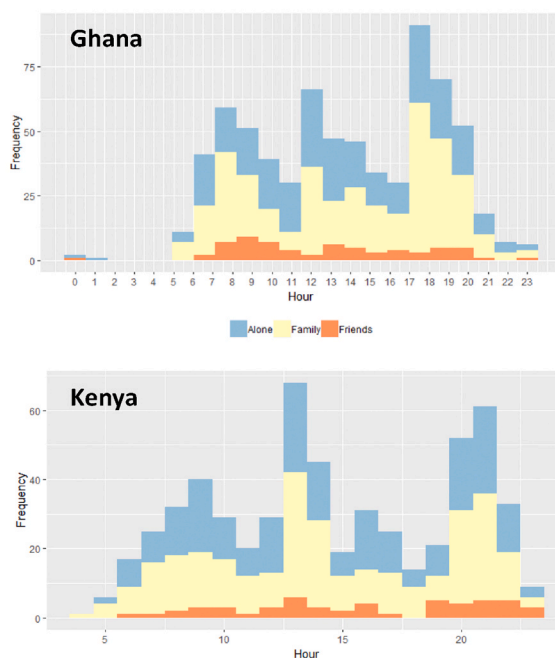 Ghana
75
50
25
0
Frequency
0 1 2 3 4 5 6 7 8 9 10 11 12 13 14 15 16 17 18 19 20 21 22 23
Hour
Alone Family Friends
Kenya
60
40
20
0
Frequency
5 10 15 20
Hour